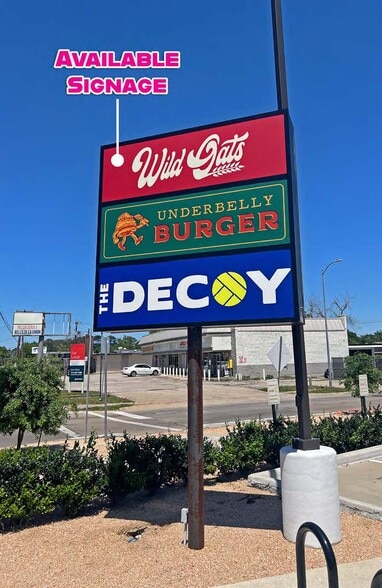 AVAILABLE
SIGNAGE
Wild Oats
UNDERBELLY
BURGER
THE DECOY